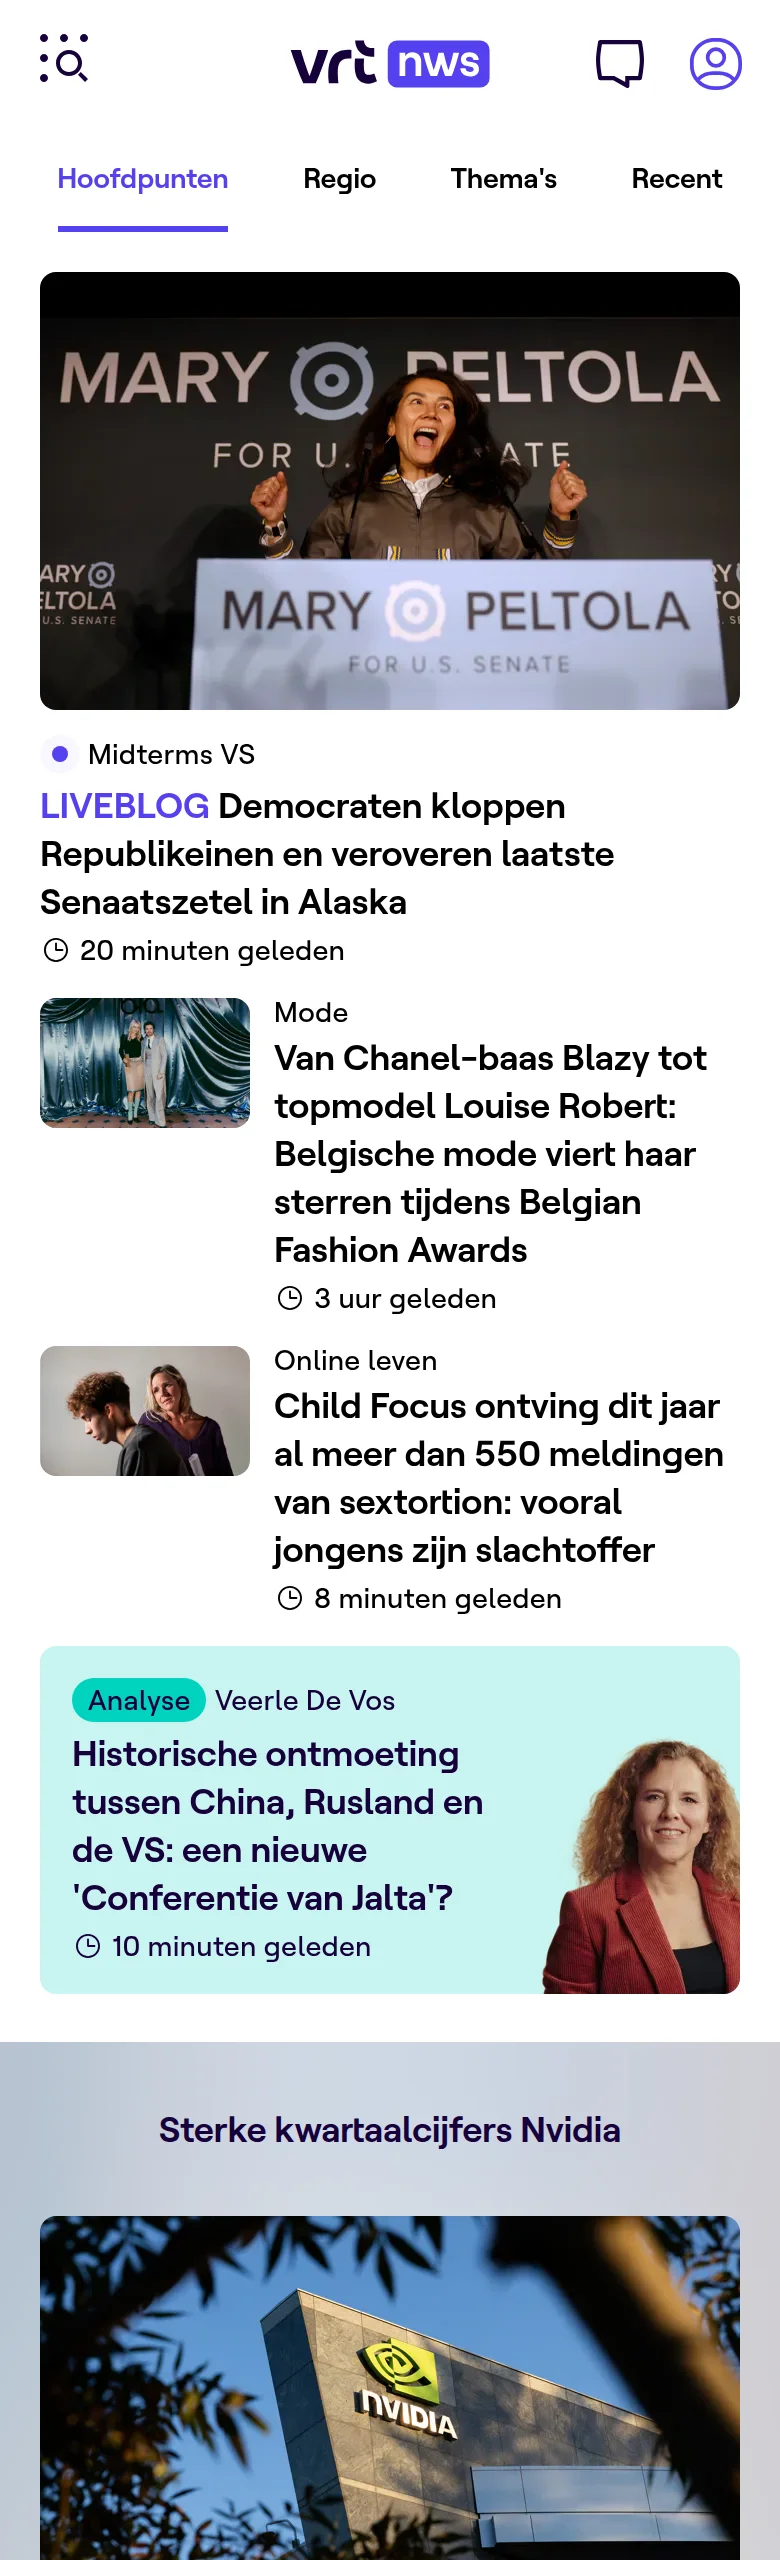 vrt nws
Hoofdpunten Regio Thema's Recent
MARY PELTOLA
FOR U.S. SENATE
ARY
ELTOLA
U.S. SENATE
MARY PELTOLA
FOR U.S. SENATE
Midterms VS
LIVEBLOG Democraten kloppen
Republikeinen en veroveren laatste
Senaatszetel in Alaska
20 minuten geleden
Mode
Van Chanel-baas Blazy tot
topmodel Louise Robert:
Belgische mode viert haar
sterren tijdens Belgian
Fashion Awards
3 uur geleden
Online leven
Child Focus ontving dit jaar
al meer dan 550 meldingen
van sextortion: vooral
jongens zijn slachtoffer
8 minuten geleden
Analyse Veerle De Vos
Historische ontmoeting
tussen China, Rusland en
de VS: een nieuwe
'Conferentie van Jalta'?
10 minuten geleden
Sterke kwartaalcijfers Nvidia
NVIDIA